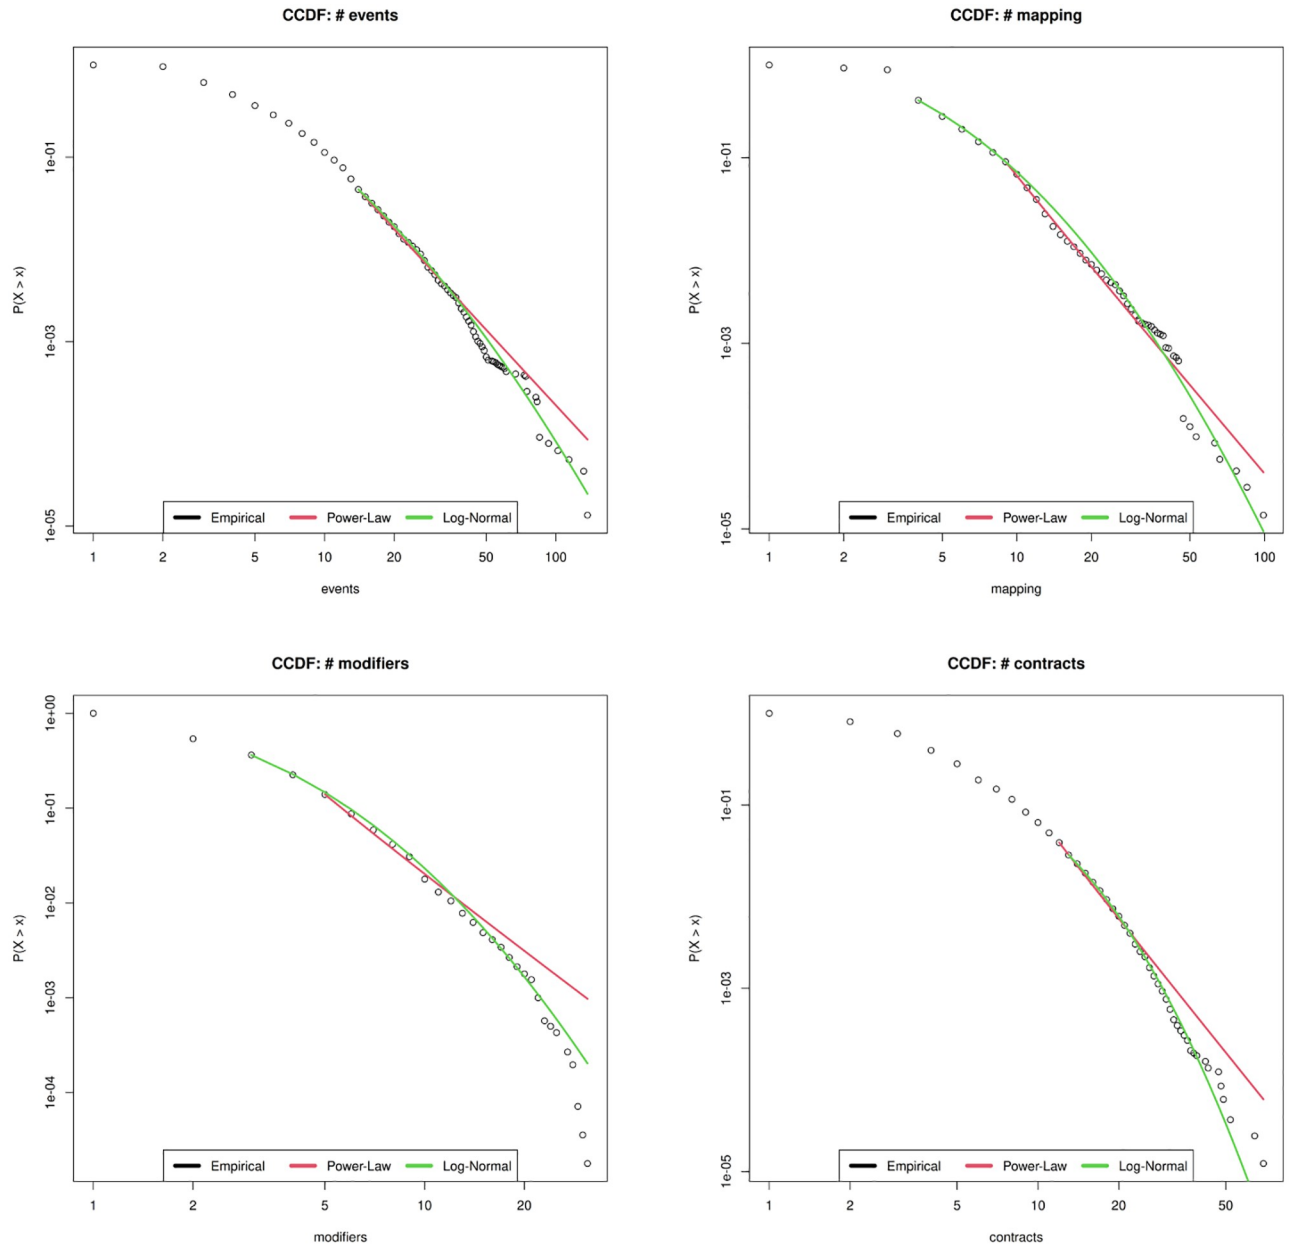 CCDF: # events
P(X > x)
1e-01
1e-03
1e-05
Empirical Power-Law Log-Normal
1 2 5 10 20 50 100
events
CCDF: # mapping
P(X > x)
1e-01
1e-03
1e-05
Empirical Power-Law Log-Normal
1 2 5 10 20 50 100
mapping
CCDF: # modifiers
P(X > x)
1e+00
1e-01
1e-02
1e-03
1e-04
Empirical Power-Law Log-Normal
1 2 5 10 20
modifiers
CCDF: # contracts
P(X > x)
1e-01
1e-03
1e-05
Empirical Power-Law Log-Normal
1 2 5 10 20 50
contracts